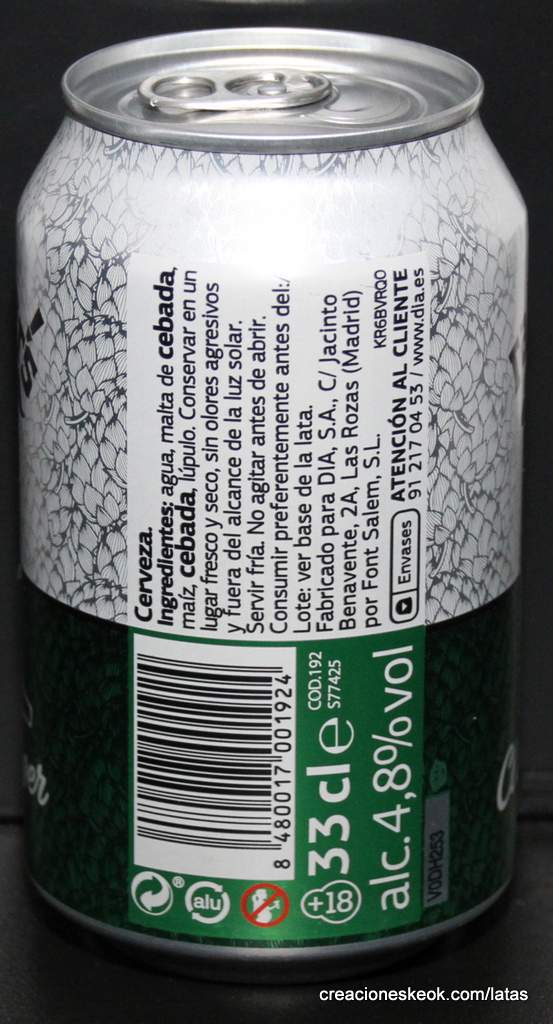 Cerveza.
Ingredientes: agua, malta de cebada,
maíz, cebada, lúpulo. Conservar en un
lugar fresco y seco, sin olores agresivos
y fuera del alcance de la luz solar.
Servir fría. No agitar antes de abrir.
Consumir preferentemente antes del:/
Lote: ver base de la lata.
Fabricado para DIA, S.A., C/ Jacinto
Benavente, 2A, Las Rozas (Madrid)
por Font Salem, S.L.
KR6BVRQ0
Envases
ATENCIÓN AL CLIENTE
91 217 04 53 / www.dia.es
8 480017 001924
COD.192
S77425
33 cl e
alc.4,8%vol
® alu +18
V0DH253
creacioneskeok.com/latas